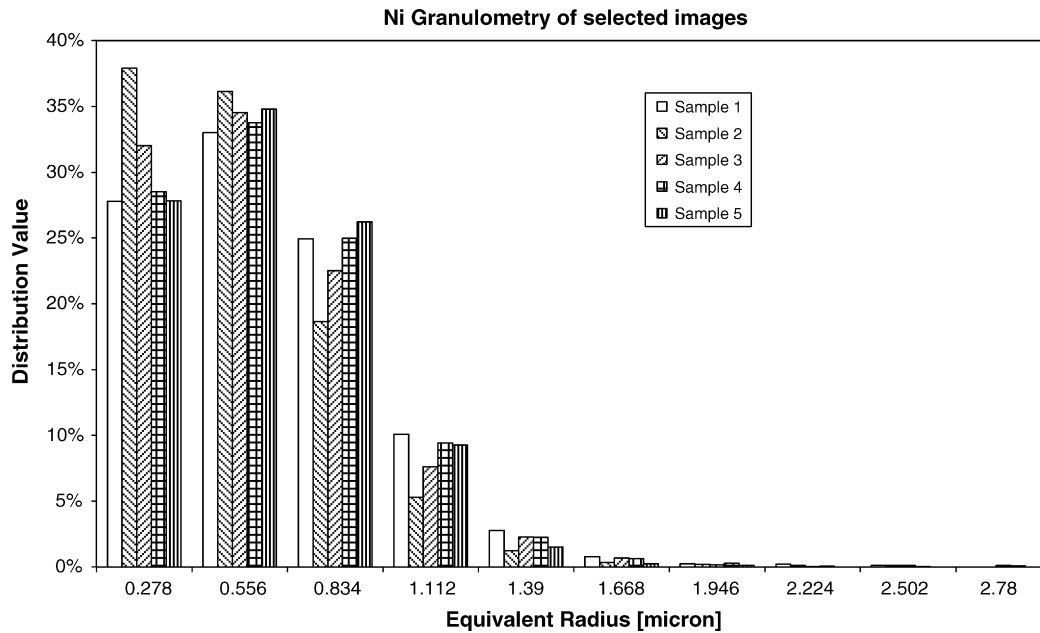 Ni Granulometry of selected images
40%
35%
30%
25%
20%
15%
10%
5%
0%
Distribution Value
Sample 1
Sample 2
Sample 3
Sample 4
Sample 5
0.278 0.556 0.834 1.112 1.39 1.668 1.946 2.224 2.502 2.78
Equivalent Radius [micron]